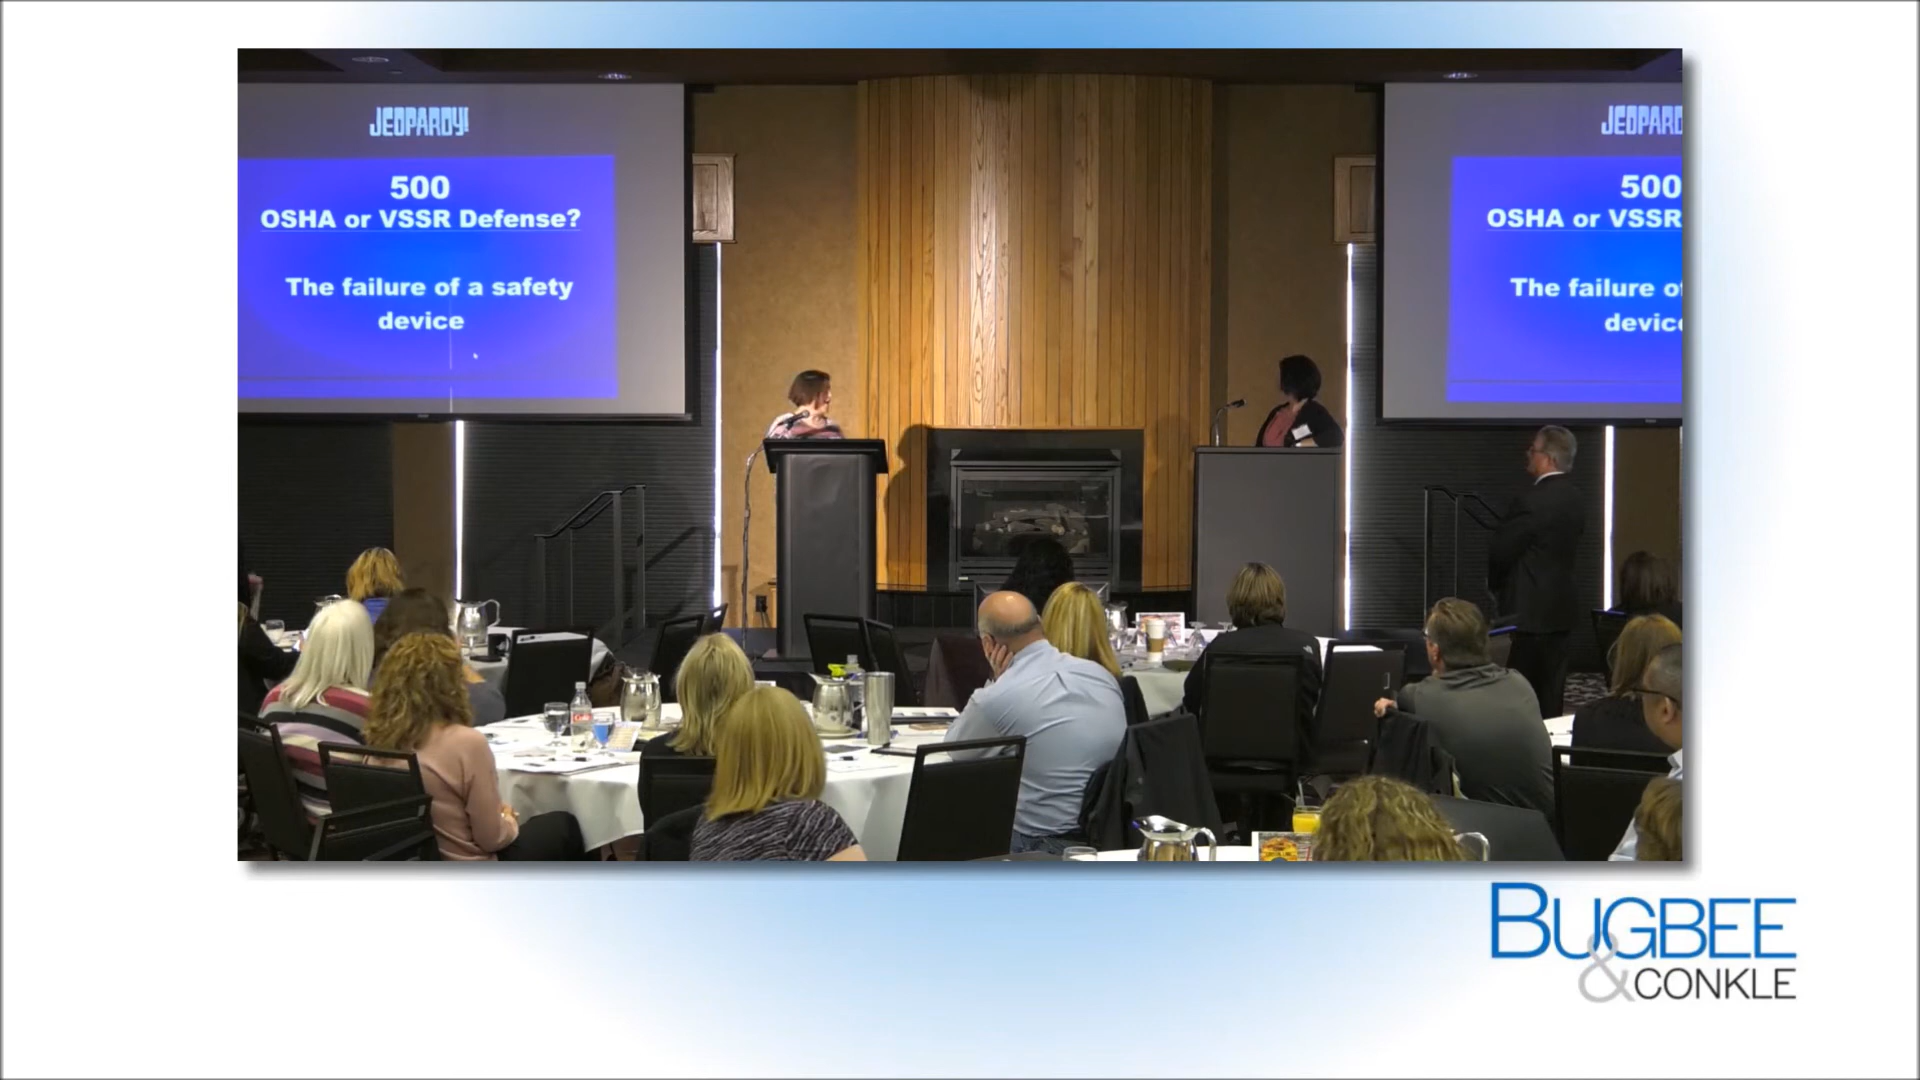 JEOPARDY!
500
OSHA or VSSR Defense?
The failure of a safety
device
JEOPARD
500
OSHA or VSSR
The failure of
device
BUGBEE
& CONKLE